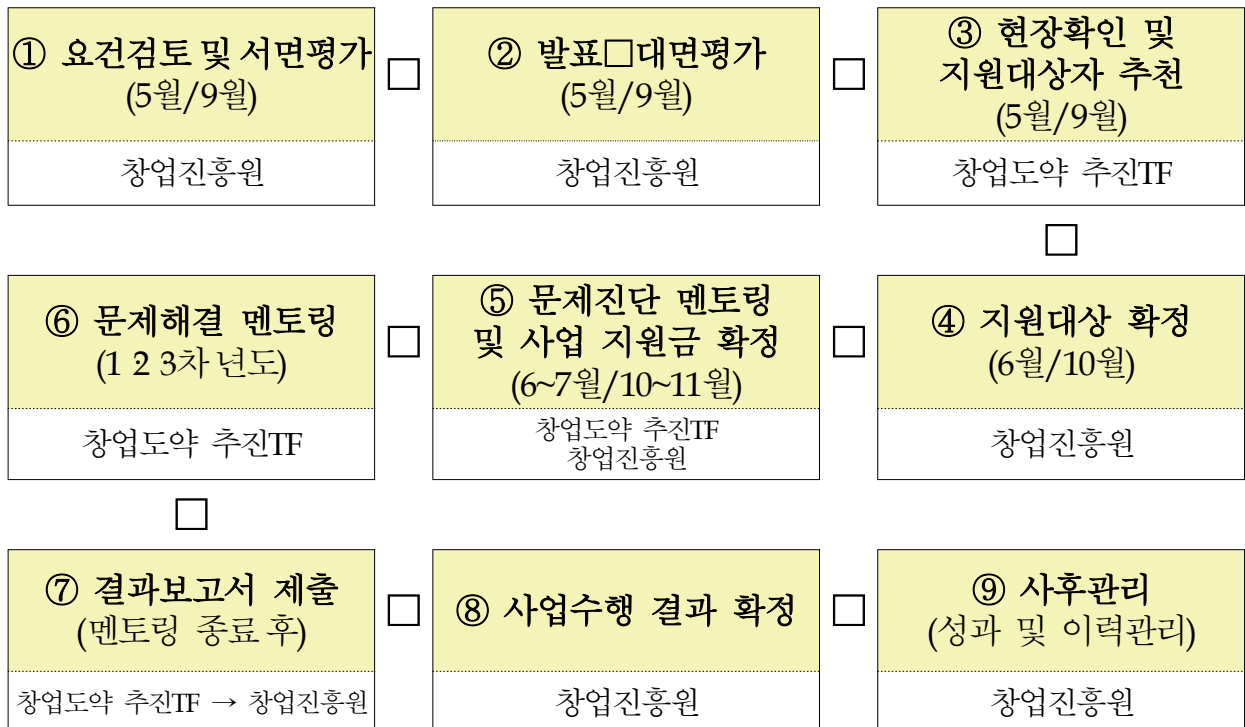 ① 요건검토 및 서면평가
(5월/9월)
창업진흥원
□
② 발표□대면평가
(5월/9월)
창업진흥원
□
③ 현장확인 및
지원대상자 추천
(5월/9월)
창업도약 추진TF
□
④ 지원대상 확정
(6월/10월)
창업진흥원
□
⑤ 문제진단 멘토링
및 사업 지원금 확정
(6~7월/10~11월)
창업도약 추진TF
창업진흥원
□
⑥ 문제해결 멘토링
(1 2 3차 년도)
창업도약 추진TF
□
⑦ 결과보고서 제출
(멘토링 종료 후)
창업도약 추진TF → 창업진흥원
□
⑧ 사업수행 결과 확정
창업진흥원
□
⑨ 사후관리
(성과 및 이력관리)
창업진흥원